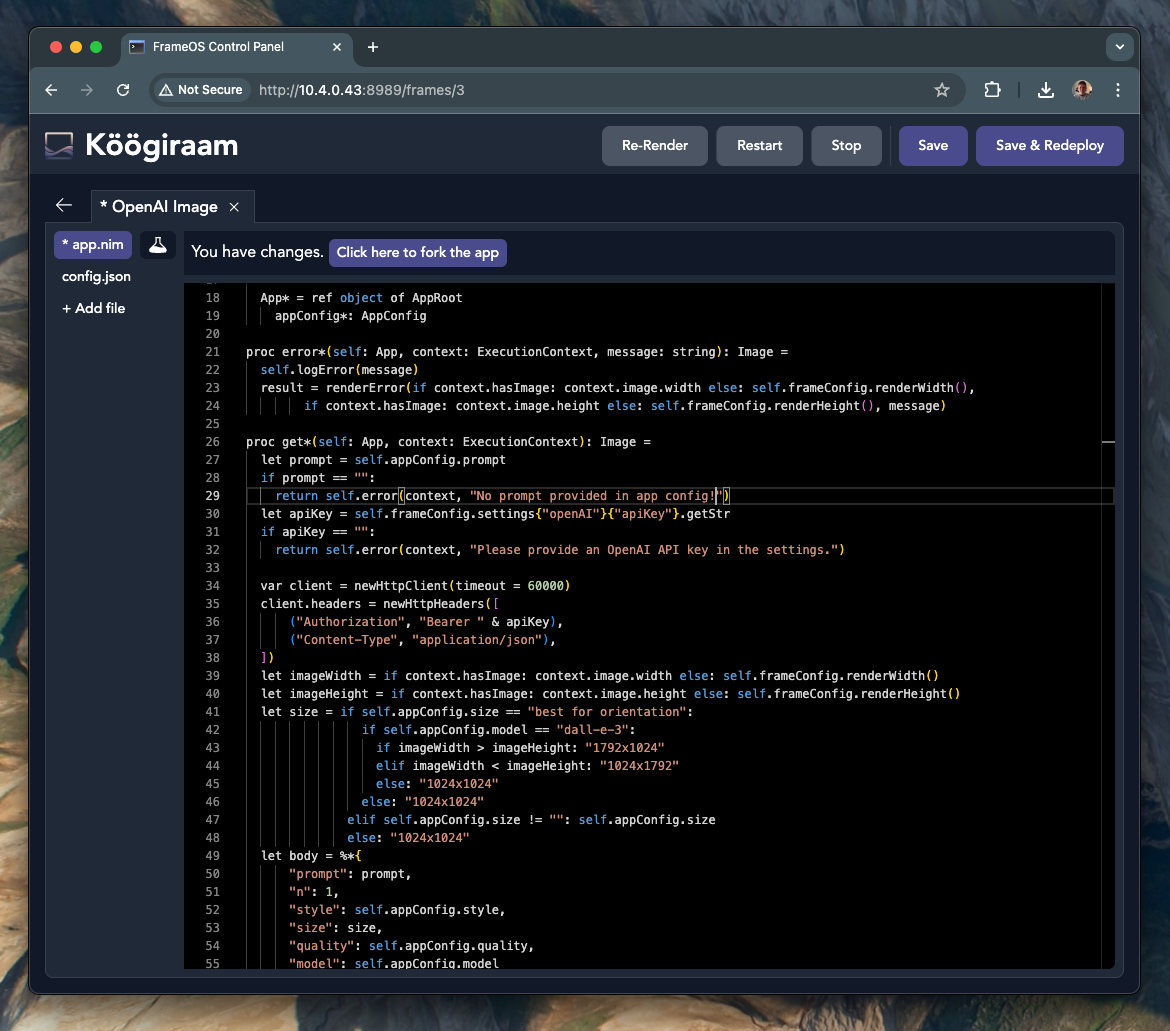 FrameOS Control Panel
Not Secure http://10.4.0.43:8989/frames/3
Köögiraam
Re-Render Restart Stop Save Save & Redeploy
* OpenAI Image
* app.nim
config.json
+ Add file
You have changes. Click here to fork the app
18 App* = ref object of AppRoot
19 appConfig*: AppConfig
20
21 proc error*(self: App, context: ExecutionContext, message: string): Image =
22 self.logError(message)
23 result = renderError(if context.hasImage: context.image.width else: self.frameConfig.renderWidth(),
24 if context.hasImage: context.image.height else: self.frameConfig.renderHeight(), message)
25
26 proc get*(self: App, context: ExecutionContext): Image =
27 let prompt = self.appConfig.prompt
28 if prompt == "":
29 return self.error(context, "No prompt provided in app config!")
30 let apiKey = self.frameConfig.settings{"openAI"}{"apiKey"}.getStr
31 if apiKey == "":
32 return self.error(context, "Please provide an OpenAI API key in the settings.")
33
34 var client = newHttpClient(timeout = 60000)
35 client.headers = newHttpHeaders([
36 ("Authorization", "Bearer " & apiKey),
37 ("Content-Type", "application/json"),
38 ])
39 let imageWidth = if context.hasImage: context.image.width else: self.frameConfig.renderWidth()
40 let imageHeight = if context.hasImage: context.image.height else: self.frameConfig.renderHeight()
41 let size = if self.appConfig.size == "best for orientation":
42 if self.appConfig.model == "dall-e-3":
43 if imageWidth > imageHeight: "1792x1024"
44 elif imageWidth < imageHeight: "1024x1792"
45 else: "1024x1024"
46 else: "1024x1024"
47 elif self.appConfig.size != "": self.appConfig.size
48 else: "1024x1024"
49 let body = %*{
50 "prompt": prompt,
51 "n": 1,
52 "style": self.appConfig.style,
53 "size": size,
54 "quality": self.appConfig.quality,
55 "model": self.appConfig.model